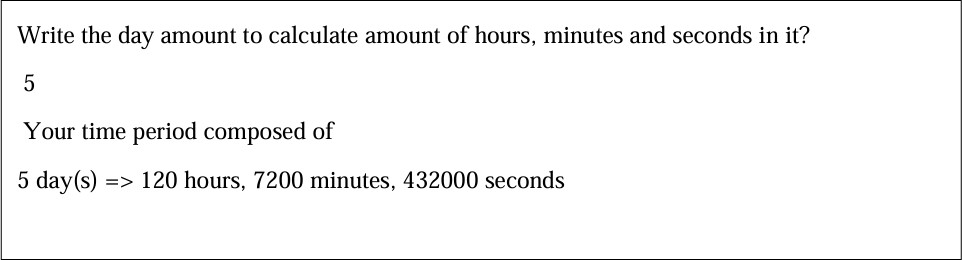 Write the day amount to calculate amount of hours, minutes and seconds in it?
5
Your time period composed of
5 day(s) => 120 hours, 7200 minutes, 432000 seconds